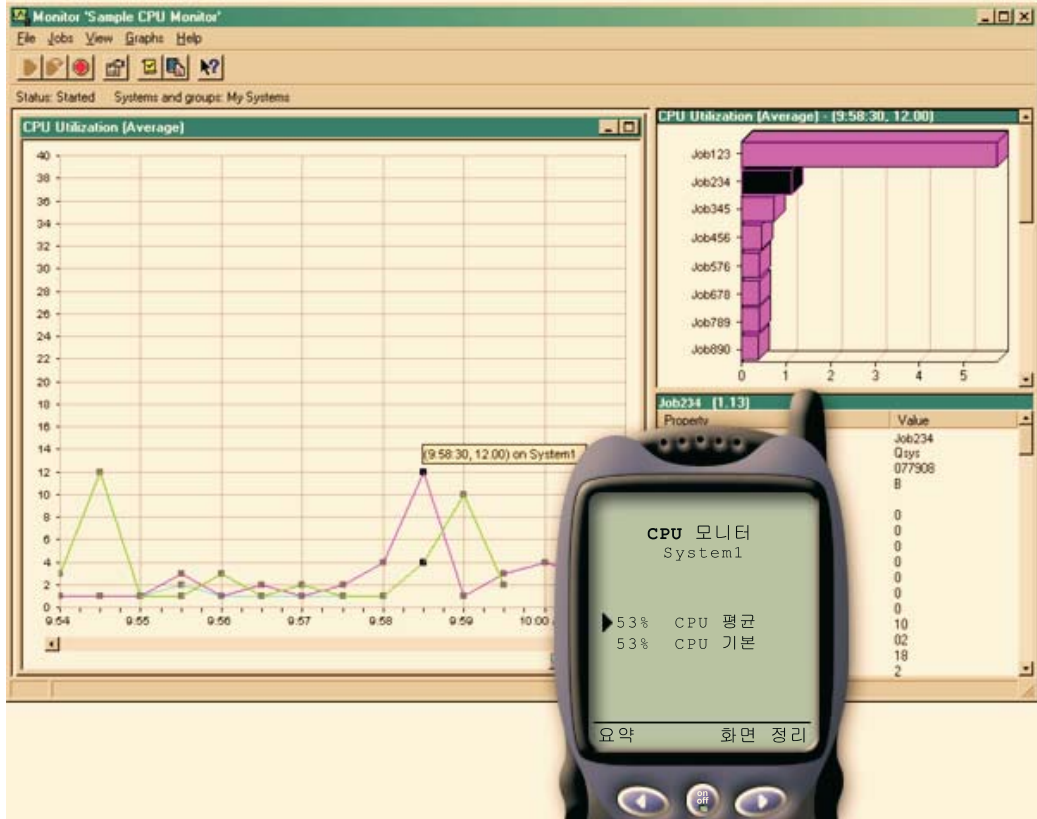 Monitor 'Sample CPU Monitor'
File Jobs View Graphs Help
Status: Started Systems and groups: My Systems
CPU Utilization (Average)
40
38
36
34
32
30
28
26
24
22
20
18
16
14
12
10
8
6
4
2
0
(9:58:30, 12.00) on System1
9:54 9:55 9:56 9:57 9:58 9:59 10:00
CPU Utilization (Average) - (9:58:30, 12.00)
Job123
Job234
Job345
Job456
Job576
Job678
Job789
Job890
0 1 2 3 4 5
Job234 (1.13)
Property Value
Job234
Qsys
077908
B
0
0
0
0
0
0
0
10
02
18
2
CPU 모니터
System1
53% CPU 평균
53% CPU 기본
요약 화면 정리
on
off